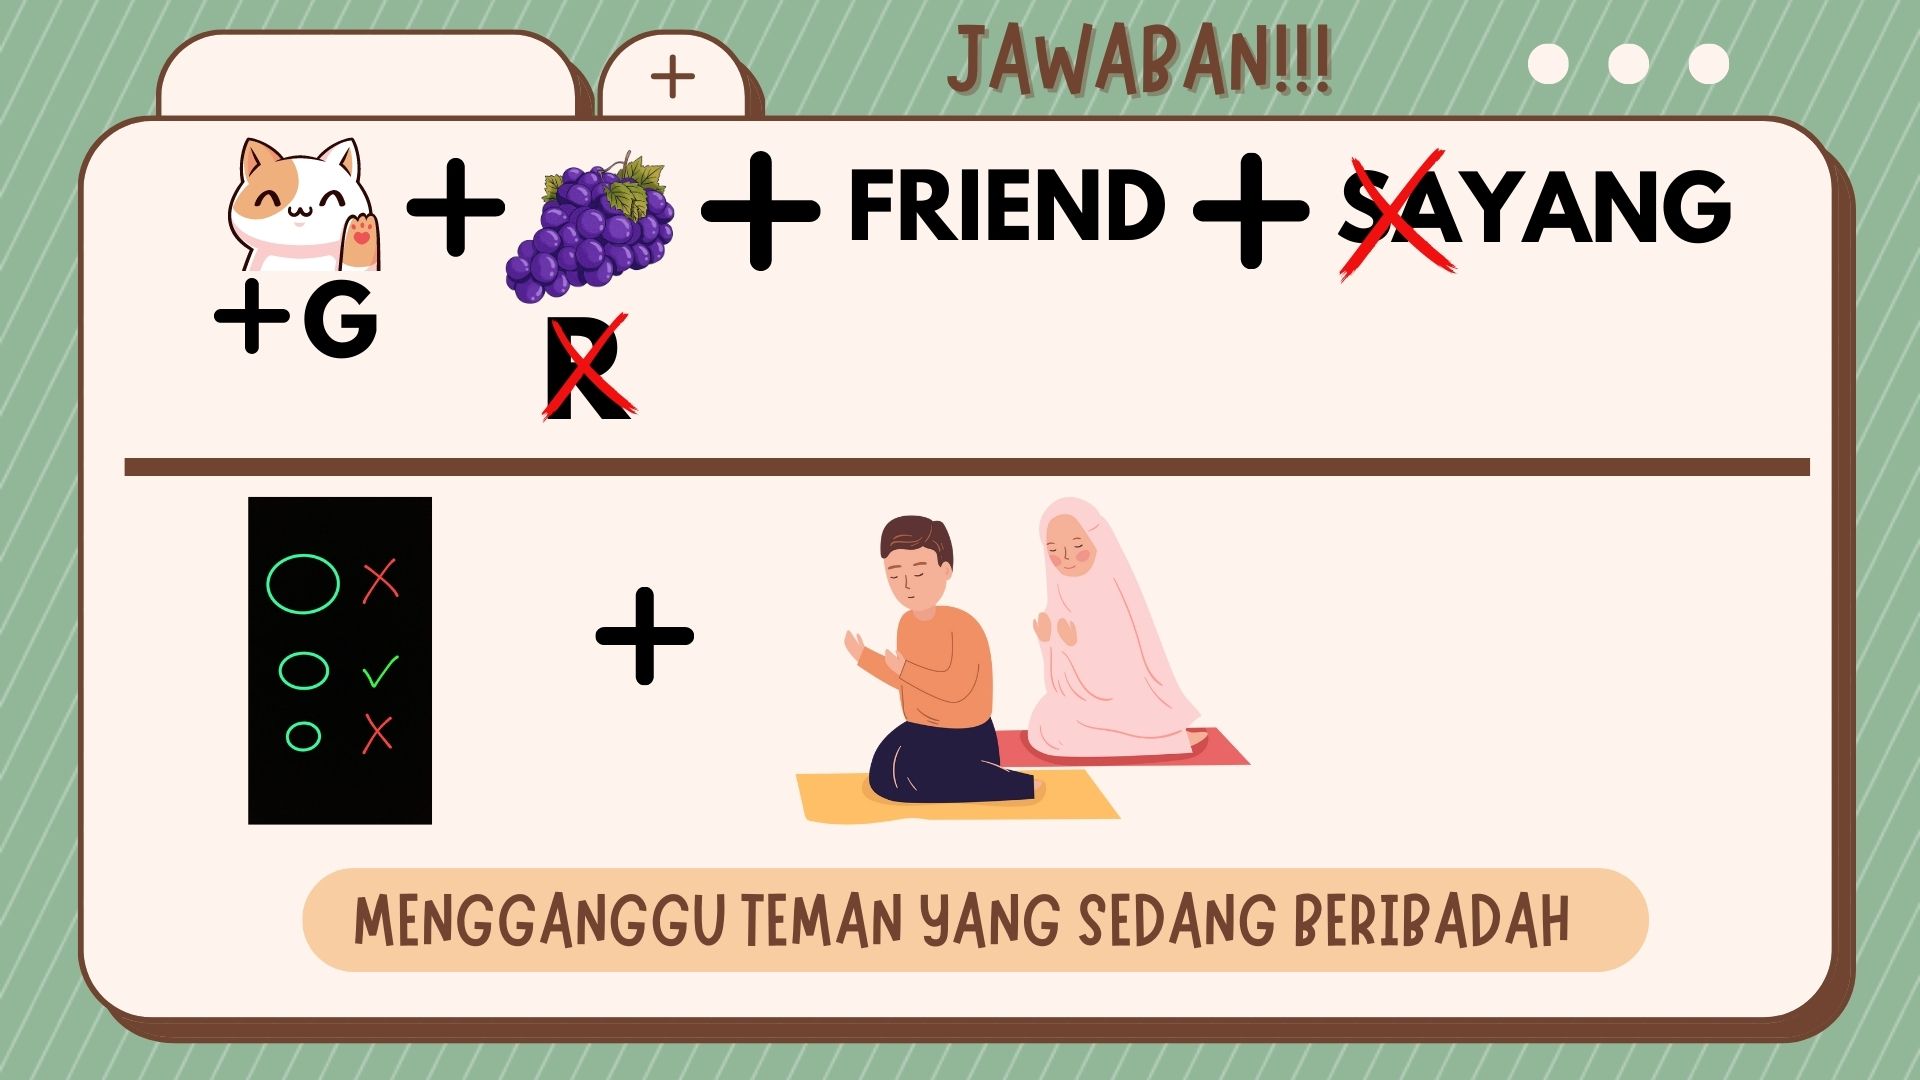 JAWABAN!!!
+ + FRIEND + SAYANG
+G
R
+
MENGGANGGU TEMAN YANG SEDANG BERIBADAH